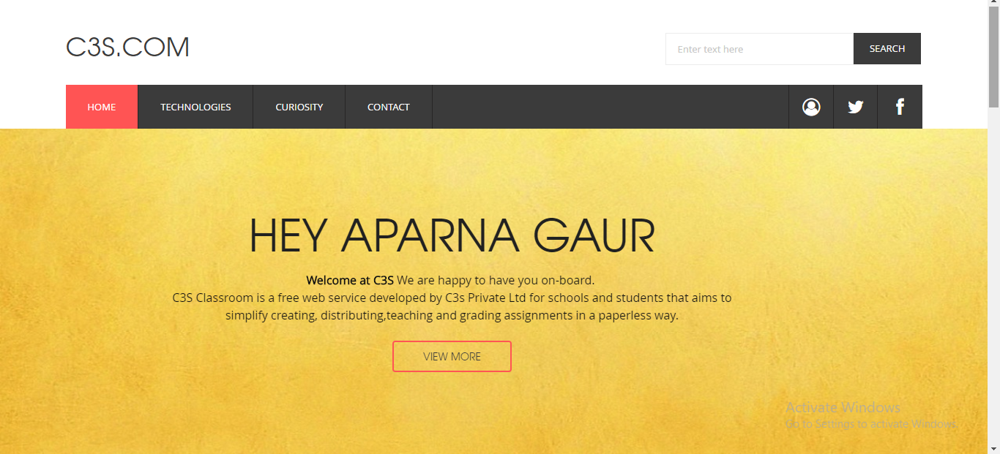 C3S.COM
Enter text here
SEARCH
HOME
TECHNOLOGIES
CURIOSITY
CONTACT
HEY APARNA GAUR
Welcome at C3S We are happy to have you on-board.
C3S Classroom is a free web service developed by C3s Private Ltd for schools and students that aims to
simplify creating, distributing,teaching and grading assignments in a paperless way.
VIEW MORE
Activate Windows
Go to Settings to activate Windows.